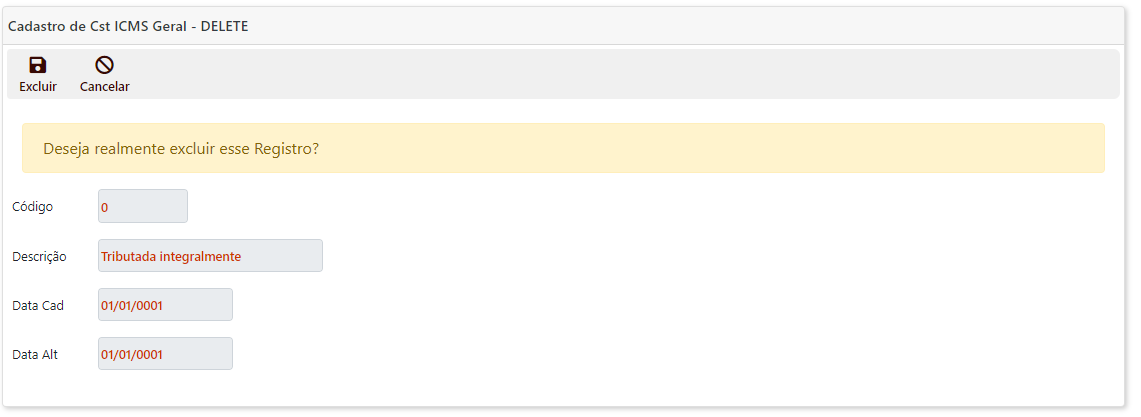 Cadastro de Cst ICMS Geral - DELETE
Excluir Cancelar
Deseja realmente excluir esse Registro?
Código 0
Descrição Tributada integralmente
Data Cad 01/01/0001
Data Alt 01/01/0001